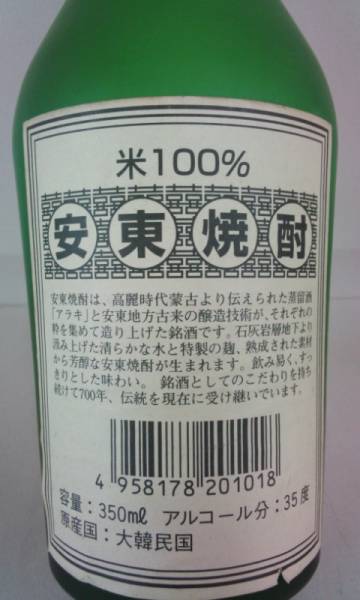 米100%
安東焼酎
安東焼酎は、高麗時代蒙古より伝えられた蒸留酒
「アラキ」と安東地方古来の醸造技術が、それぞれの
粋を集めて造り上げた銘酒です。石灰岩層地下より
汲み上げた清らかな水と特製の麹、熟成された素材
から芳醇な安東焼酎が生まれます。飲み易く、すっ
きりとした味わい。銘酒としてのこだわりを持ち
続けて700年、伝統を現在に受け継いでいます。
4 958178 201018
容量：350mℓ アルコール分：35度
原産国：大韓民国